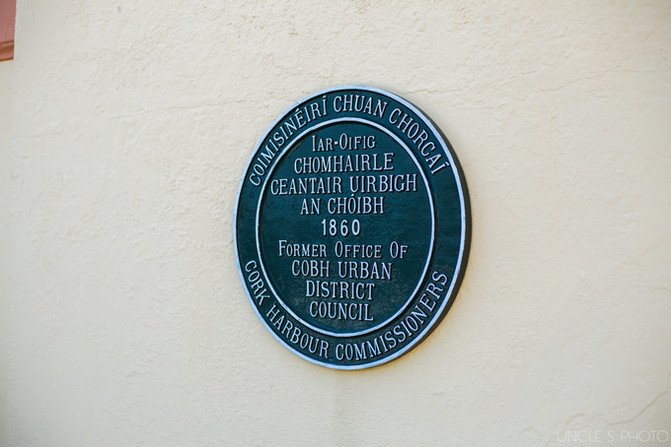 COIMISINÉIRÍ CHUAN CHORCAÍ
IAR-OIFIG
CHOMHAIRLE
CEANTAIR UIRBIGH
AN CHÓIBH
1860
FORMER OFFICE OF
COBH URBAN
DISTRICT
COUNCIL
CORK HARBOUR COMMISSIONERS
UNCLE S PHOTO